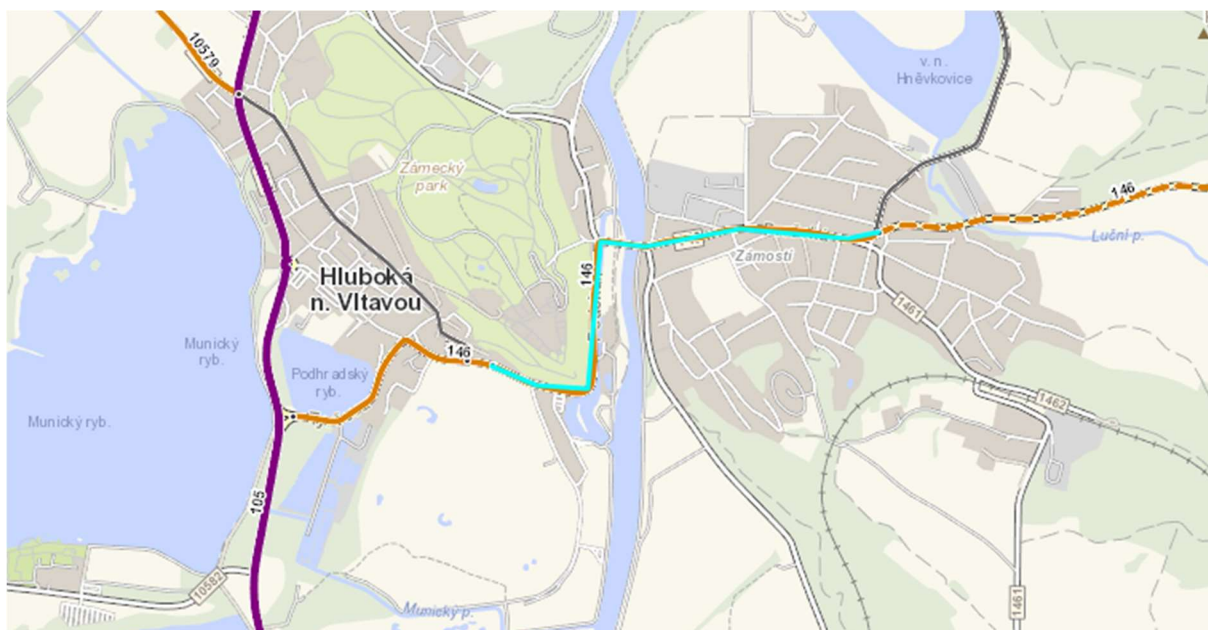 v. n.
Hněvkovice
10579
Zámecký
park
146
146
Luční p.
Zámostí
Hluboká
n. Vltavou
1461
Munický
ryb.
146
Podhradský
ryb.
1462
Munický ryb.
105
10582
1461
Munický p.